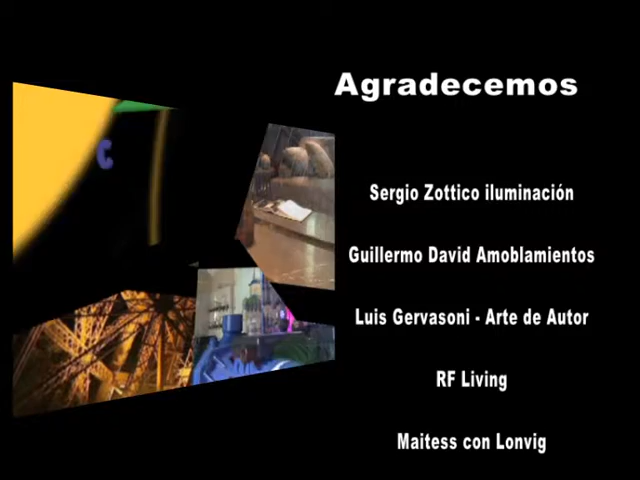 Agradecemos
Sergio Zottico iluminación
Guillermo David Amoblamientos
Luis Gervasoni - Arte de Autor
RF Living
Maitess con Lonvig